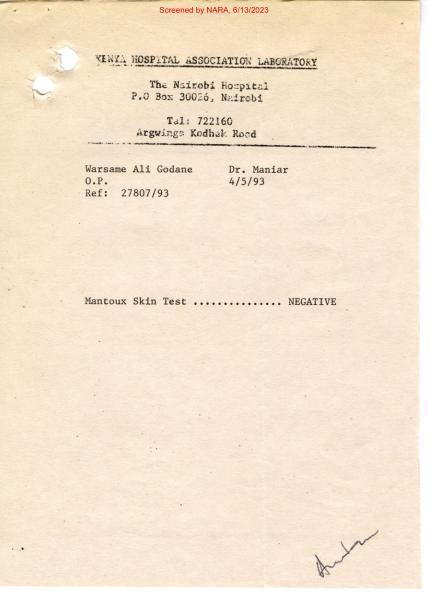 Screened by NARA, 6/13/2023
KENYA HOSPITAL ASSOCIATION LABORATORY
The Nairobi Hospital
P.O Box 30026, Nairobi
Tel: 722160
Argwings Kodhek Road
Warsame Ali Godane Dr. Maniar
O.P. 4/5/93
Ref: 27807/93
Mantoux Skin Test ............... NEGATIVE